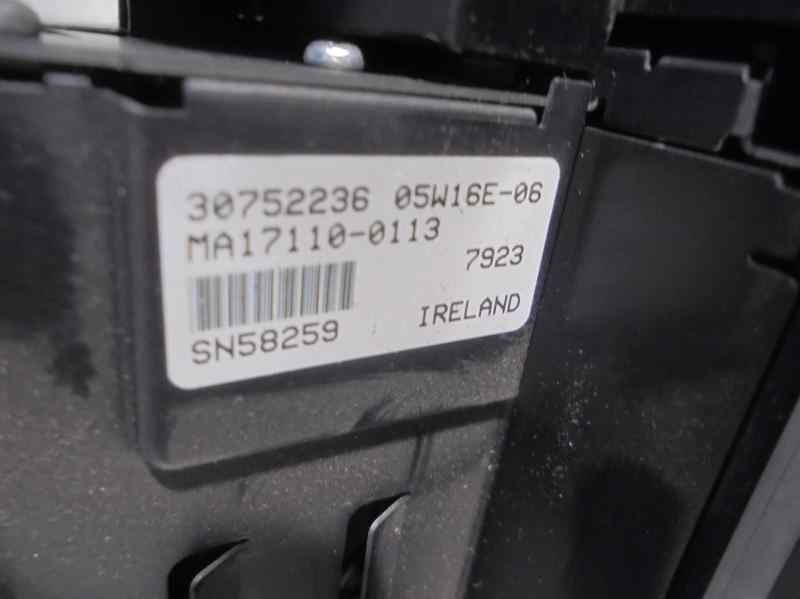 30752236 05W16E-06
MA17110-0113
7923
SN58259
IRELAND